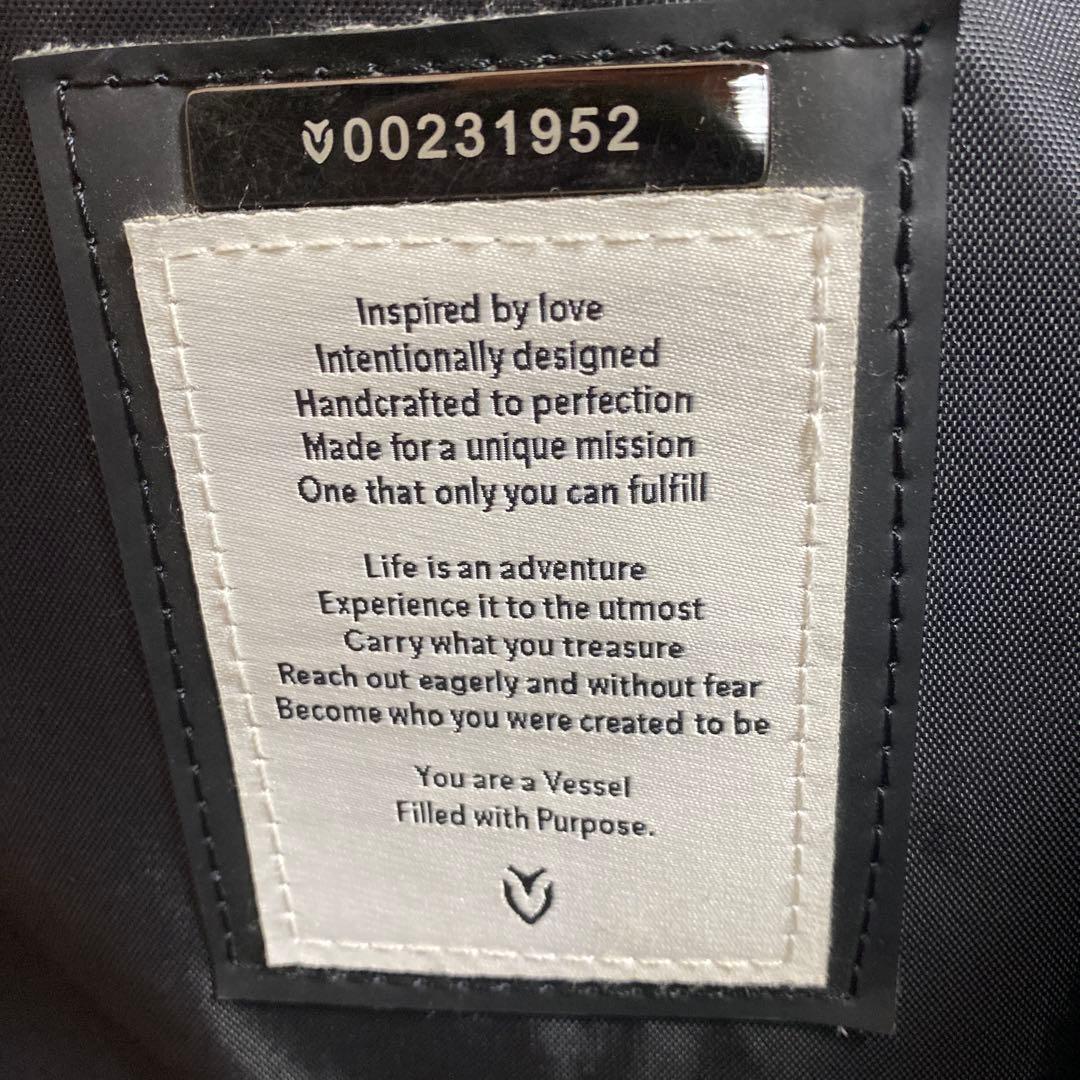 00231952
Inspired by love
Intentionally designed
Handcrafted to perfection
Made for a unique mission
One that only you can fulfill
Life is an adventure
Experience it to the utmost
Carry what you treasure
Reach out eagerly and without fear
Become who you were created to be
You are a Vessel
Filled with Purpose.